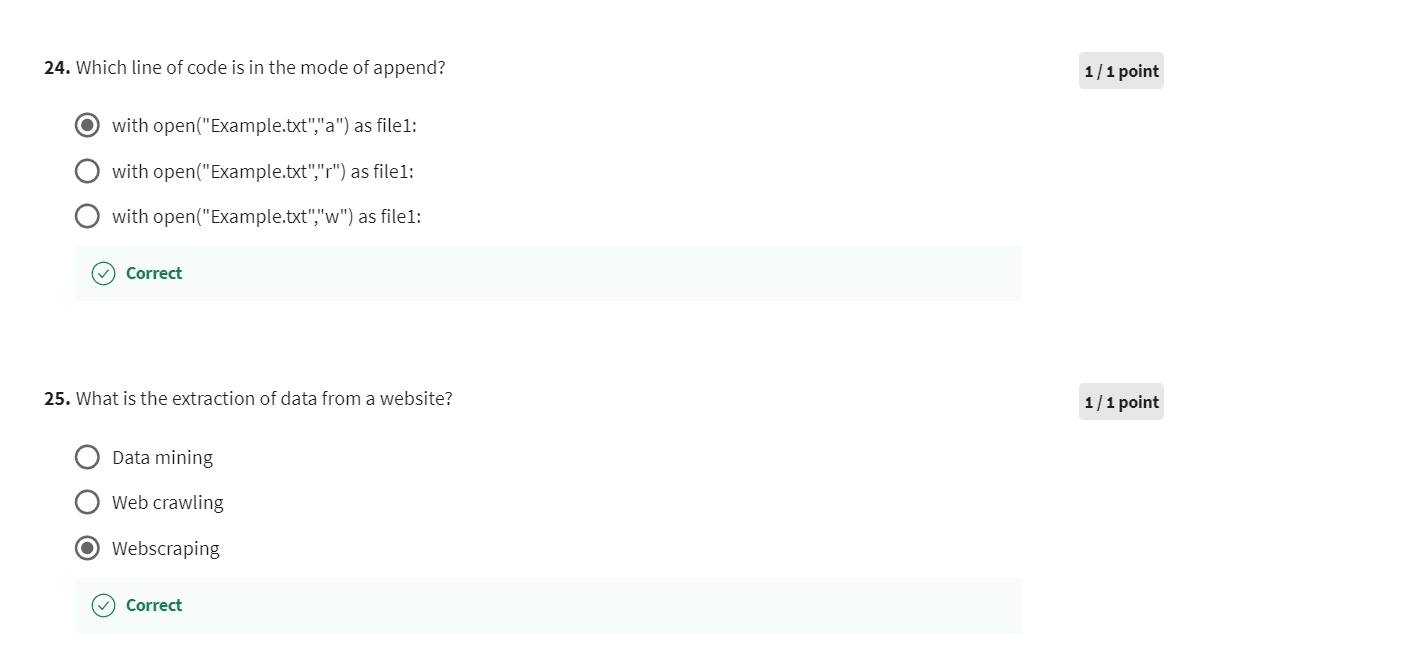 24. Which line of code is in the mode of append?
1 / 1 point
with open("Example.txt","a") as file1:
with open("Example.txt","r") as file1:
with open("Example.txt","w") as file1:
Correct
25. What is the extraction of data from a website?
1 / 1 point
Data mining
Web crawling
Webscraping
Correct